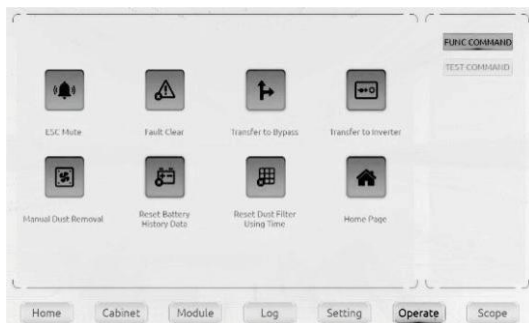 FUNC COMMAND
TEST COMMAND
ESC Mute
Fault Clear
Transfer to Bypass
Transfer to Inverter
Manual Dust Removal
Reset Battery
History Data
Reset Dust Filter
Using Time
Home Page
Home
Cabinet
Module
Log
Setting
Operate
Scope